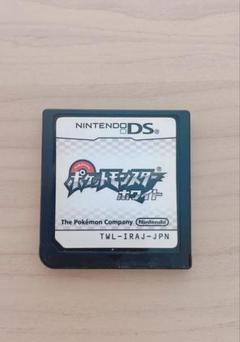 NINTENDO DS
ポケットモンスター
ホワイト
The Pokémon Company Nintendo
TWL-IRAJ-JPN